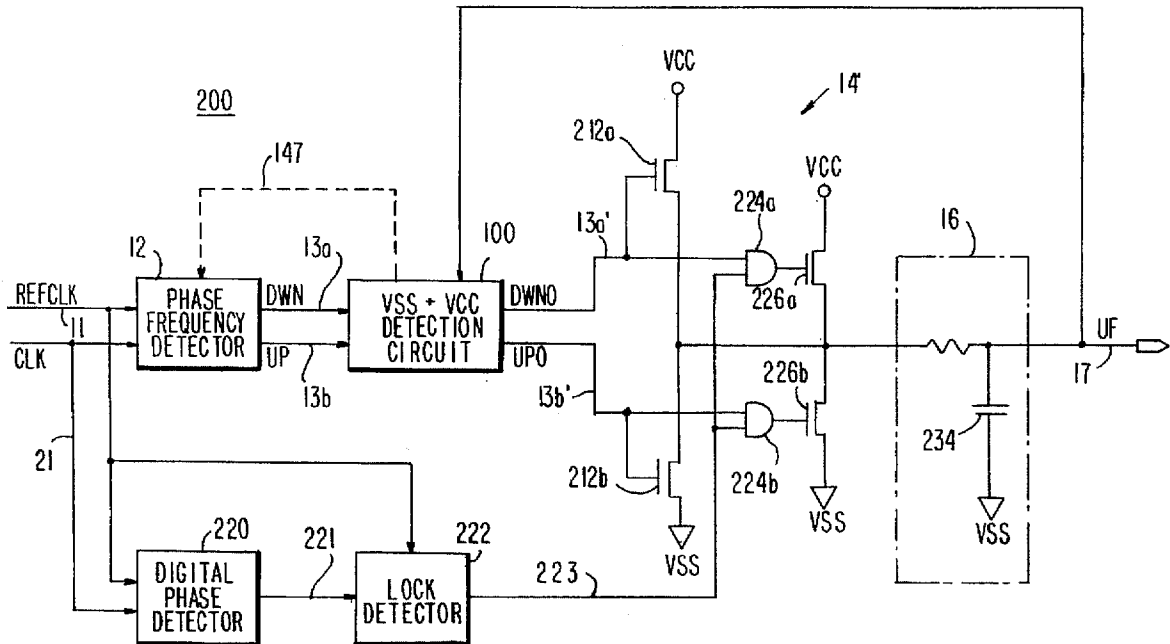 200
VCC
14'
212a
147
VCC
224a
12
13a
100
13a'
16
REFCLK
11
CLK
PHASE
FREQUENCY
DETECTOR
DWN
UP
VSS + VCC
DETECTION
CIRCUIT
DWNO
UPO
226a
UF
17
13b
13b'
226b
234
21
212b
224b
VSS
VSS
VSS
220
221
222
223
DIGITAL
PHASE
DETECTOR
LOCK
DETECTOR